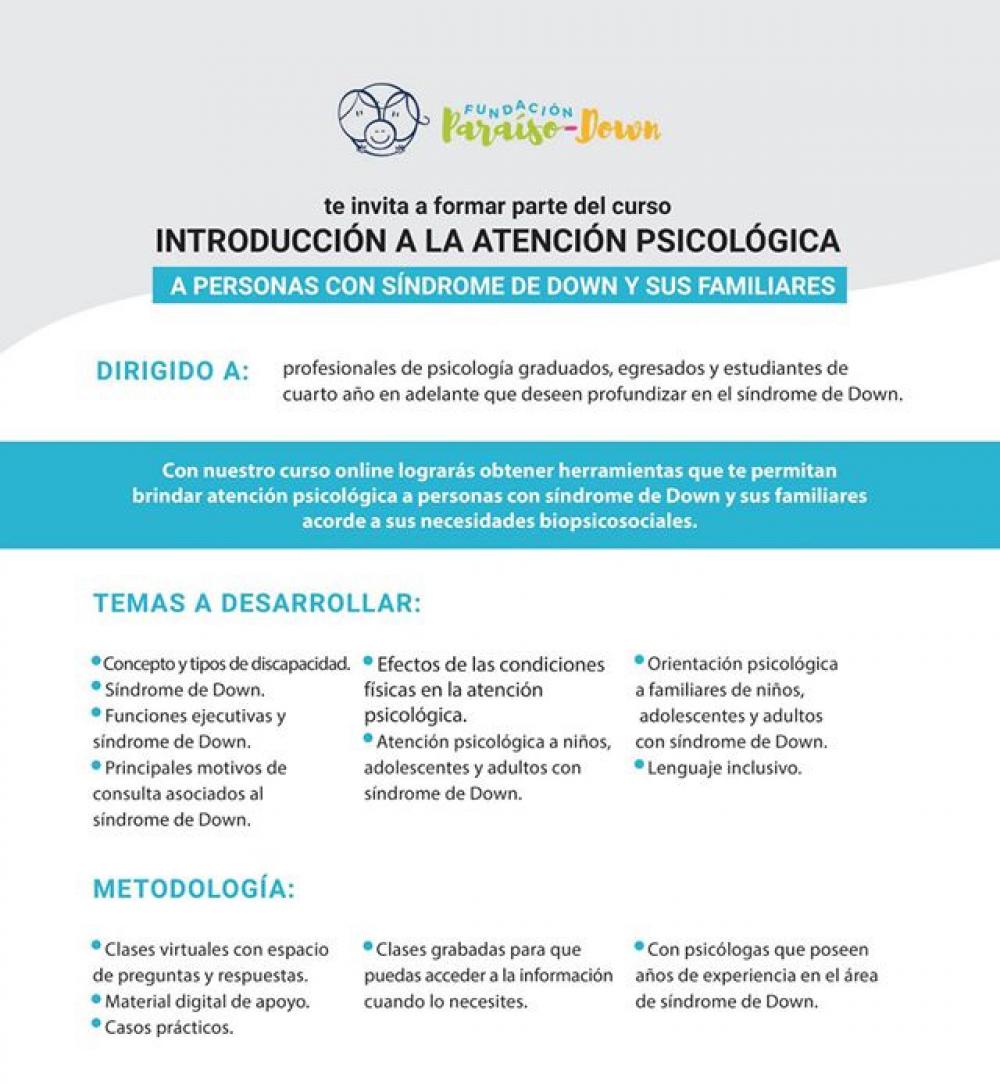 FUNDACIÓN
Paraíso-Down
te invita a formar parte del curso
INTRODUCCIÓN A LA ATENCIÓN PSICOLÓGICA
A PERSONAS CON SÍNDROME DE DOWN Y SUS FAMILIARES
DIRIGIDO A:
profesionales de psicología graduados, egresados y estudiantes de
cuarto año en adelante que deseen profundizar en el síndrome de Down.
Con nuestro curso online lograrás obtener herramientas que te permitan
brindar atención psicológica a personas con síndrome de Down y sus familiares
acorde a sus necesidades biopsicosociales.
TEMAS A DESARROLLAR:
• Concepto y tipos de discapacidad.
• Síndrome de Down.
• Funciones ejecutivas y
síndrome de Down.
• Principales motivos de
consulta asociados al
síndrome de Down.
• Efectos de las condiciones
físicas en la atención
psicológica.
• Atención psicológica a niños,
adolescentes y adultos con
síndrome de Down.
• Orientación psicológica
a familiares de niños,
adolescentes y adultos
con síndrome de Down.
• Lenguaje inclusivo.
METODOLOGÍA:
• Clases virtuales con espacio
de preguntas y respuestas.
• Material digital de apoyo.
• Casos prácticos.
• Clases grabadas para que
puedas acceder a la información
cuando lo necesites.
• Con psicólogas que poseen
años de experiencia en el área
de síndrome de Down.